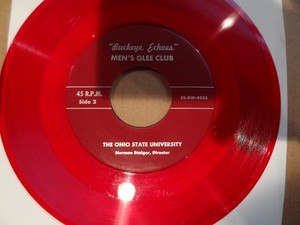 "Buckeye Echoes"
MEN'S GLEE CLUB
45 R.P.M.
Side 2
THE OHIO STATE UNIVERSITY
Norman Staiger, Director